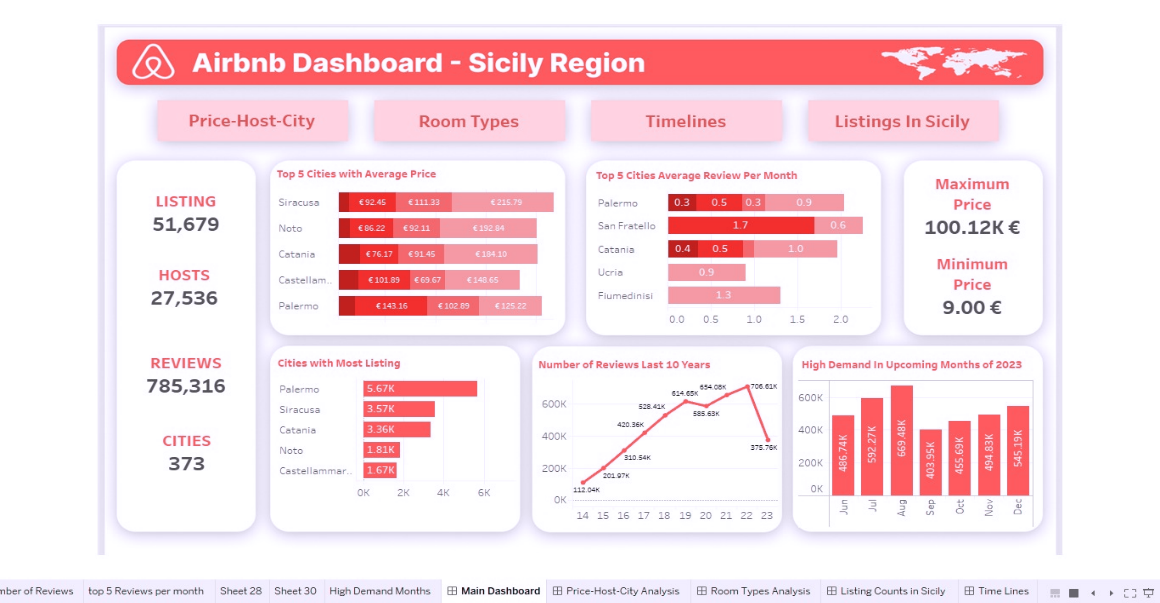 Airbnb Dashboard - Sicily Region
Price-Host-City
Room Types
Timelines
Listings In Sicily
LISTING
51,679
HOSTS
27,536
REVIEWS
785,316
CITIES
373
Top 5 Cities with Average Price
Siracusa € 92.45 € 111.33 € 215.79
Noto € 86.22 € 92.11 € 192.84
Catania € 76.17 € 91.45 € 184.10
Castellam.. € 101.89 € 69.67 € 148.65
Palermo € 143.16 € 102.89 € 125.22
Top 5 Cities Average Review Per Month
Palermo 0.3 0.5 0.3 0.9
San Fratello 1.7 0.6
Catania 0.4 0.5 1.0
Ucria 0.9
Fiumedinisi 1.3
0.0 0.5 1.0 1.5 2.0
Maximum
Price
100.12K €
Minimum
Price
9.00 €
Cities with Most Listing
Palermo 5.67K
Siracusa 3.57K
Catania 3.36K
Noto 1.81K
Castellammar.. 1.67K
0K 2K 4K 6K
Number of Reviews Last 10 Years
600K
400K
200K
0K
112.04K
201.97K
310.54K
420.36K
528.41K
614.65K
585.63K
654.08K
706.61K
375.76K
14 15 16 17 18 19 20 21 22 23
High Demand In Upcoming Months of 2023
600K
400K
200K
0K
486.74K
592.27K
669.48K
403.95K
455.69K
494.83K
545.19K
Jun Jul Aug Sep Oct Nov Dec
mber of Reviews top 5 Reviews per month Sheet 28 Sheet 30 High Demand Months Main Dashboard Price-Host-City Analysis Room Types Analysis Listing Counts in Sicily Time Lines